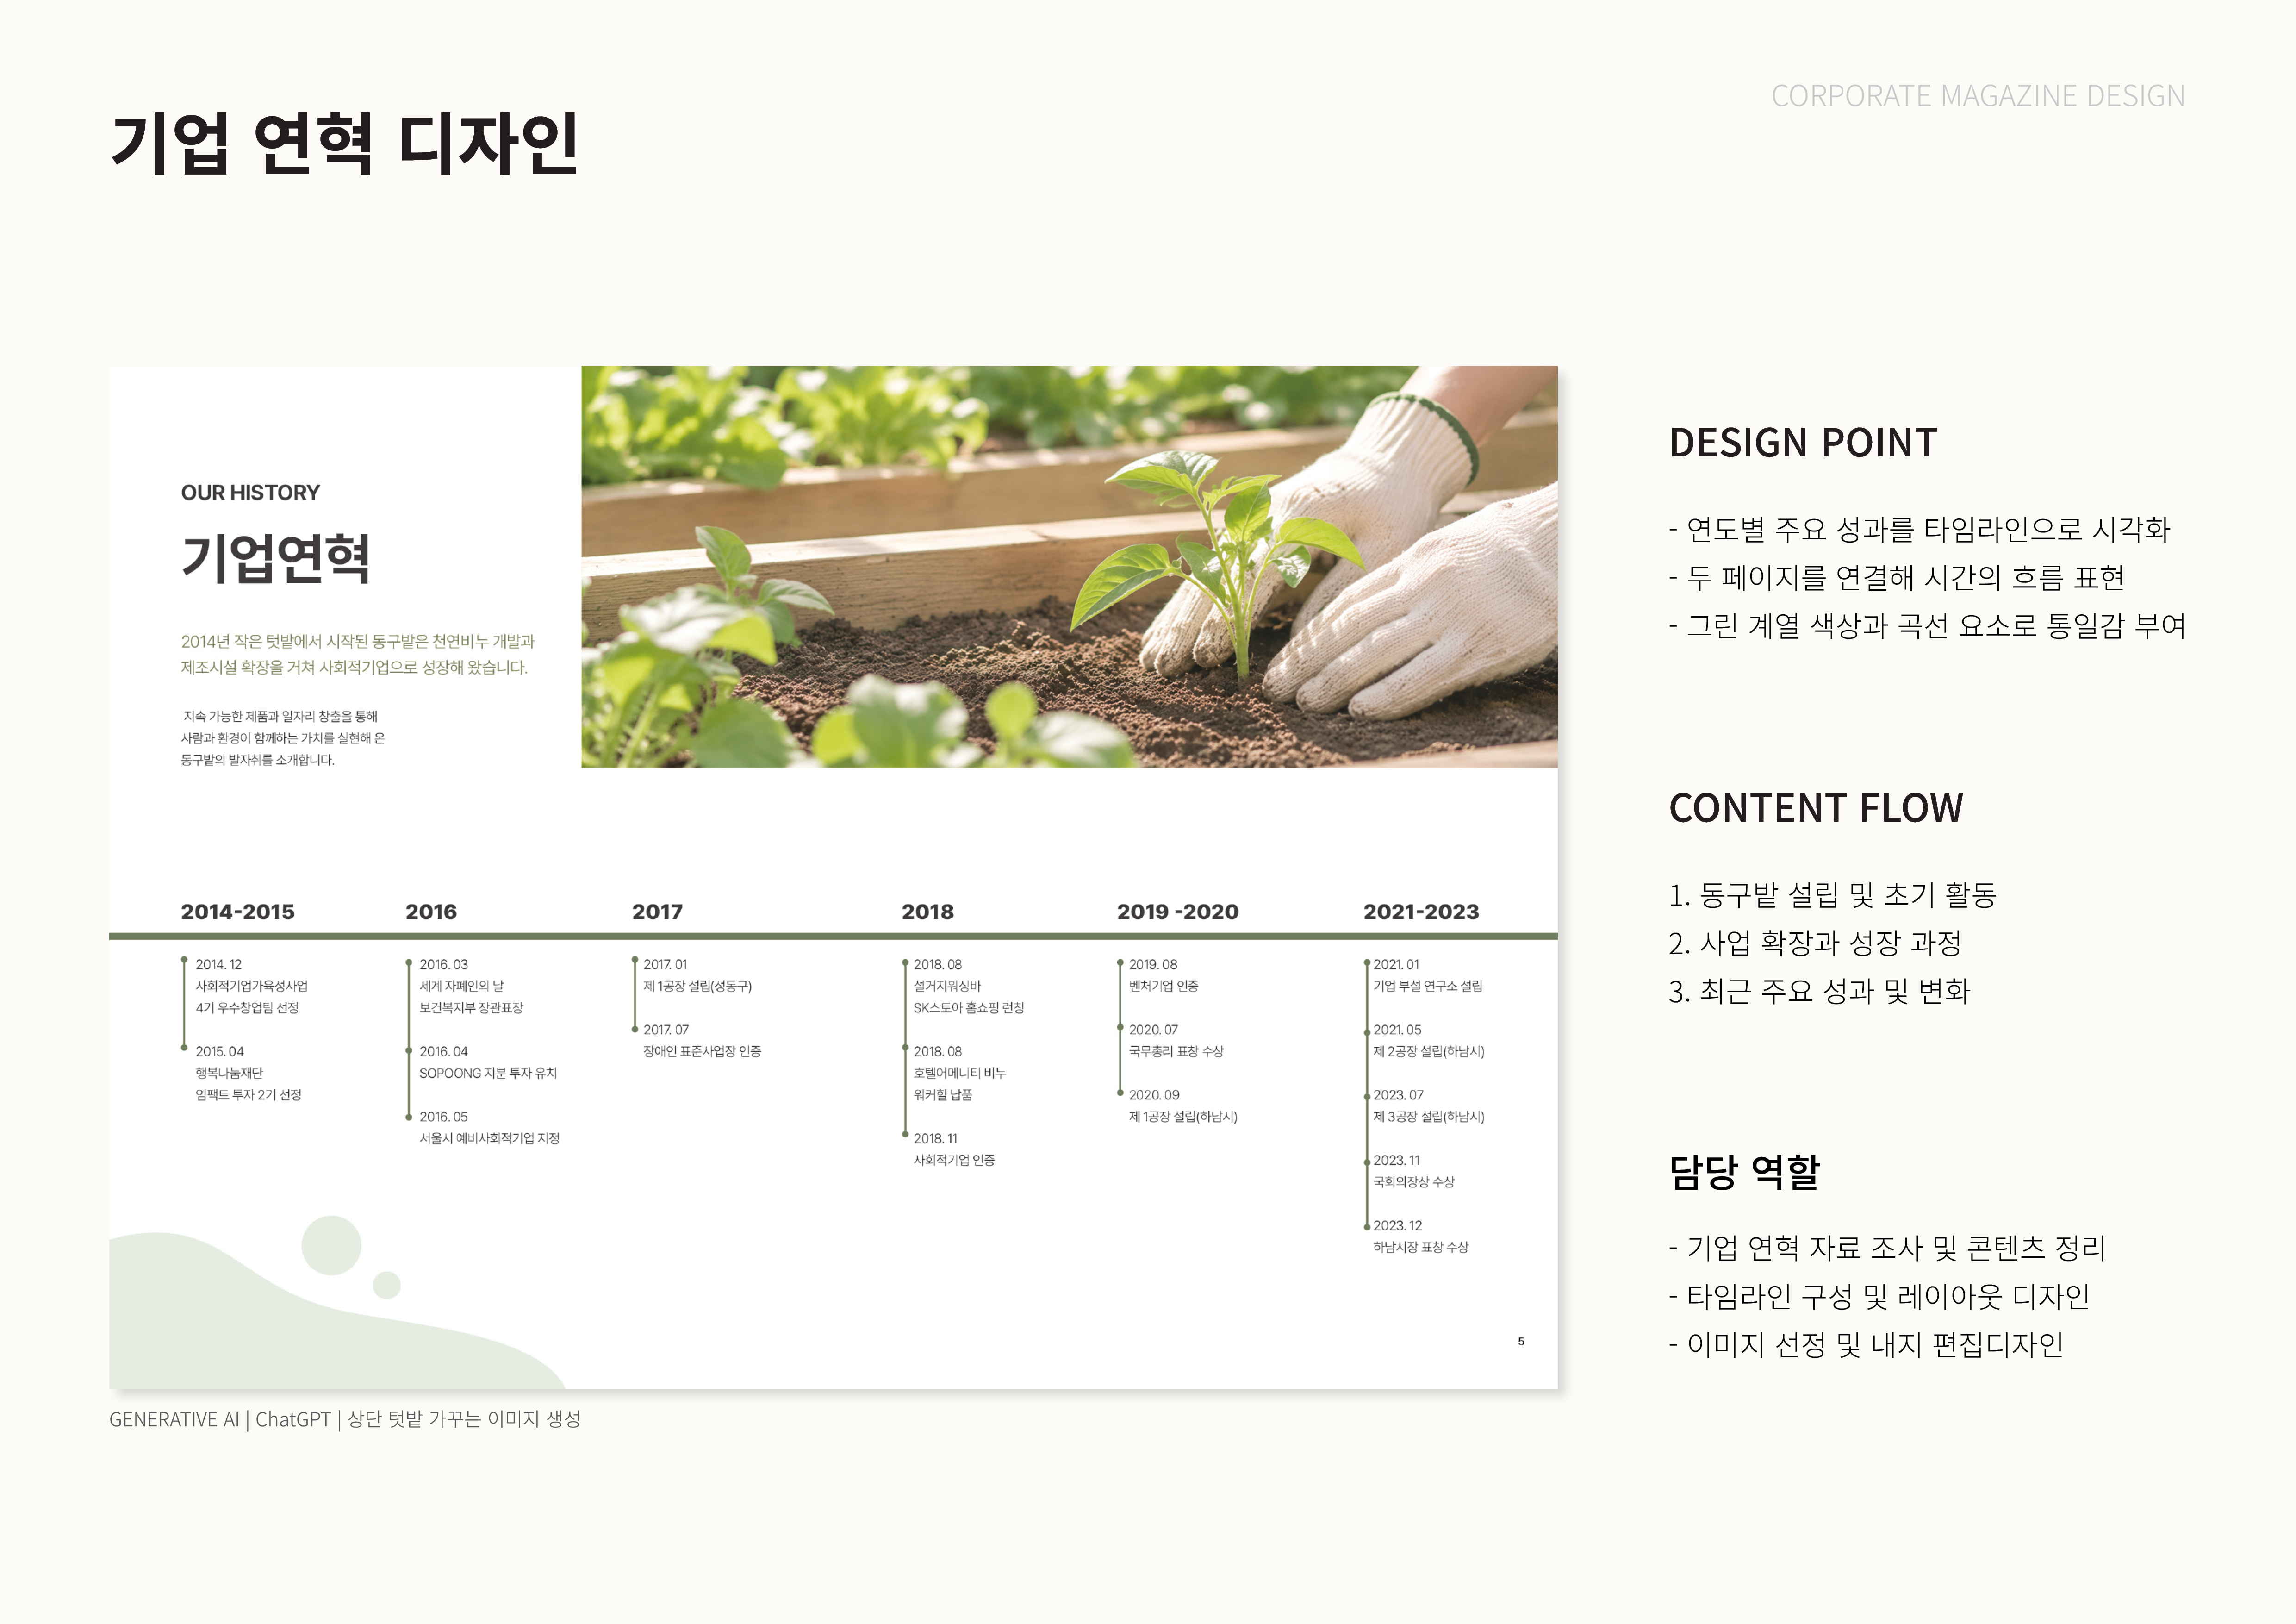 기업 연혁 디자인
CORPORATE MAGAZINE DESIGN
OUR HISTORY
기업연혁
2014년 작은 텃밭에서 시작된 동구밭은 천연비누 개발과
제조시설 확장을 거쳐 사회적기업으로 성장해 왔습니다.
지속 가능한 제품과 일자리 창출을 통해
사람과 환경이 함께하는 가치를 실현해 온
동구밭의 발자취를 소개합니다.
2014-2015
2014. 12
사회적기업가육성사업
4기 우수창업팀 선정
2015. 04
행복나눔재단
임팩트 투자 2기 선정
2016
2016. 03
세계 자폐인의 날
보건복지부 장관표장
2016. 04
SOPOONG 지분 투자 유치
2016. 05
서울시 예비사회적기업 지정
2017
2017. 01
제 1공장 설립(성동구)
2017. 07
장애인 표준사업장 인증
2018
2018. 08
설거지워싱바
SK스토아 홈쇼핑 런칭
2018. 08
호텔어메니티 비누
워커힐 납품
2018. 11
사회적기업 인증
2019 -2020
2019. 08
벤처기업 인증
2020. 07
국무총리 표창 수상
2020. 09
제 1공장 설립(하남시)
2021-2023
2021. 01
기업 부설 연구소 설립
2021. 05
제 2공장 설립(하남시)
2023. 07
제 3공장 설립(하남시)
2023. 11
국회의장상 수상
2023. 12
하남시장 표창 수상
5
GENERATIVE AI | ChatGPT | 상단 텃밭 가꾸는 이미지 생성
DESIGN POINT
- 연도별 주요 성과를 타임라인으로 시각화
- 두 페이지를 연결해 시간의 흐름 표현
- 그린 계열 색상과 곡선 요소로 통일감 부여
CONTENT FLOW
1. 동구밭 설립 및 초기 활동
2. 사업 확장과 성장 과정
3. 최근 주요 성과 및 변화
담당 역할
- 기업 연혁 자료 조사 및 콘텐츠 정리
- 타임라인 구성 및 레이아웃 디자인
- 이미지 선정 및 내지 편집디자인